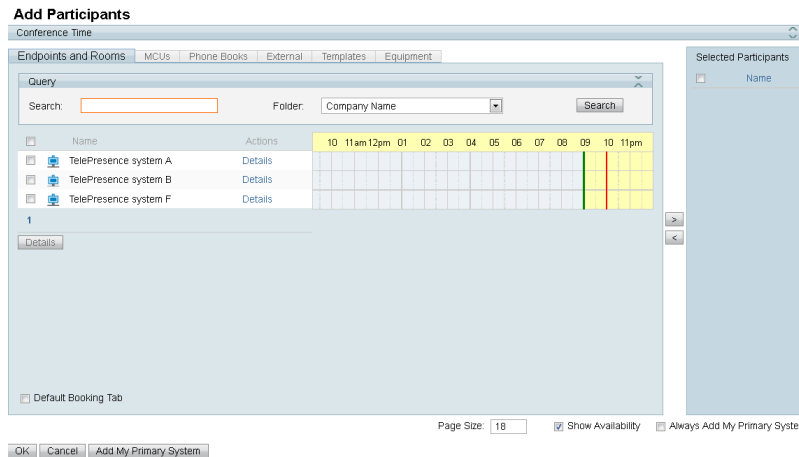 Add Participants
Conference Time
Endpoints and Rooms MCUs Phone Books External Templates Equipment
Selected Participants
Query
Name
Search: Folder: Company Name Search
Name Actions 10 11am 12pm 01 02 03 04 05 06 07 08 09 10 11pm
TelePresence system A Details
TelePresence system B Details
TelePresence system F Details
1
> 
Details
<
Default Booking Tab
Page Size: 18 Show Availability Always Add My Primary Syste
OK Cancel Add My Primary System